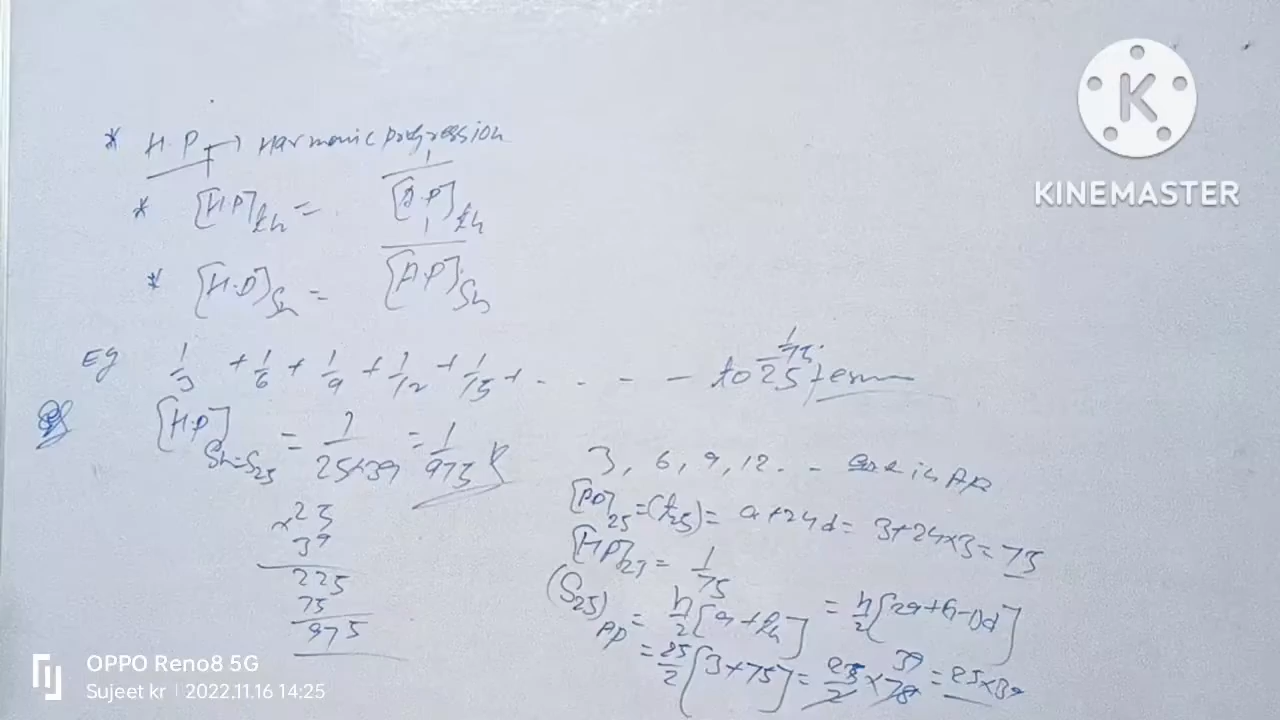 K
KINEMASTER
* H.P → Harmonic progression
* [H.P]tn = 1/[A.P]tn
* [H.P]Sn = 1/[A.P]Sn
Eg 1/3 + 1/6 + 1/9 + 1/12 + 1/15 + . . . - - to 25 term 1/75
[H.P] Sn=S25 = 1/25×39 = 1/975
×25
39
225
75
975
3, 6, 9, 12 . . are in AP
25 = (t25) = a+24d = 3+24×3 = 75
[HP]25 = 1/75
(S25)AP = n/2[a+tn] = n/2[2a+(n-1)d]
= 25/2[3+75] = 25/2 × 78 39 = 25×39
OPPO Reno8 5G
Sujeet kr | 2022.11.16 14:25